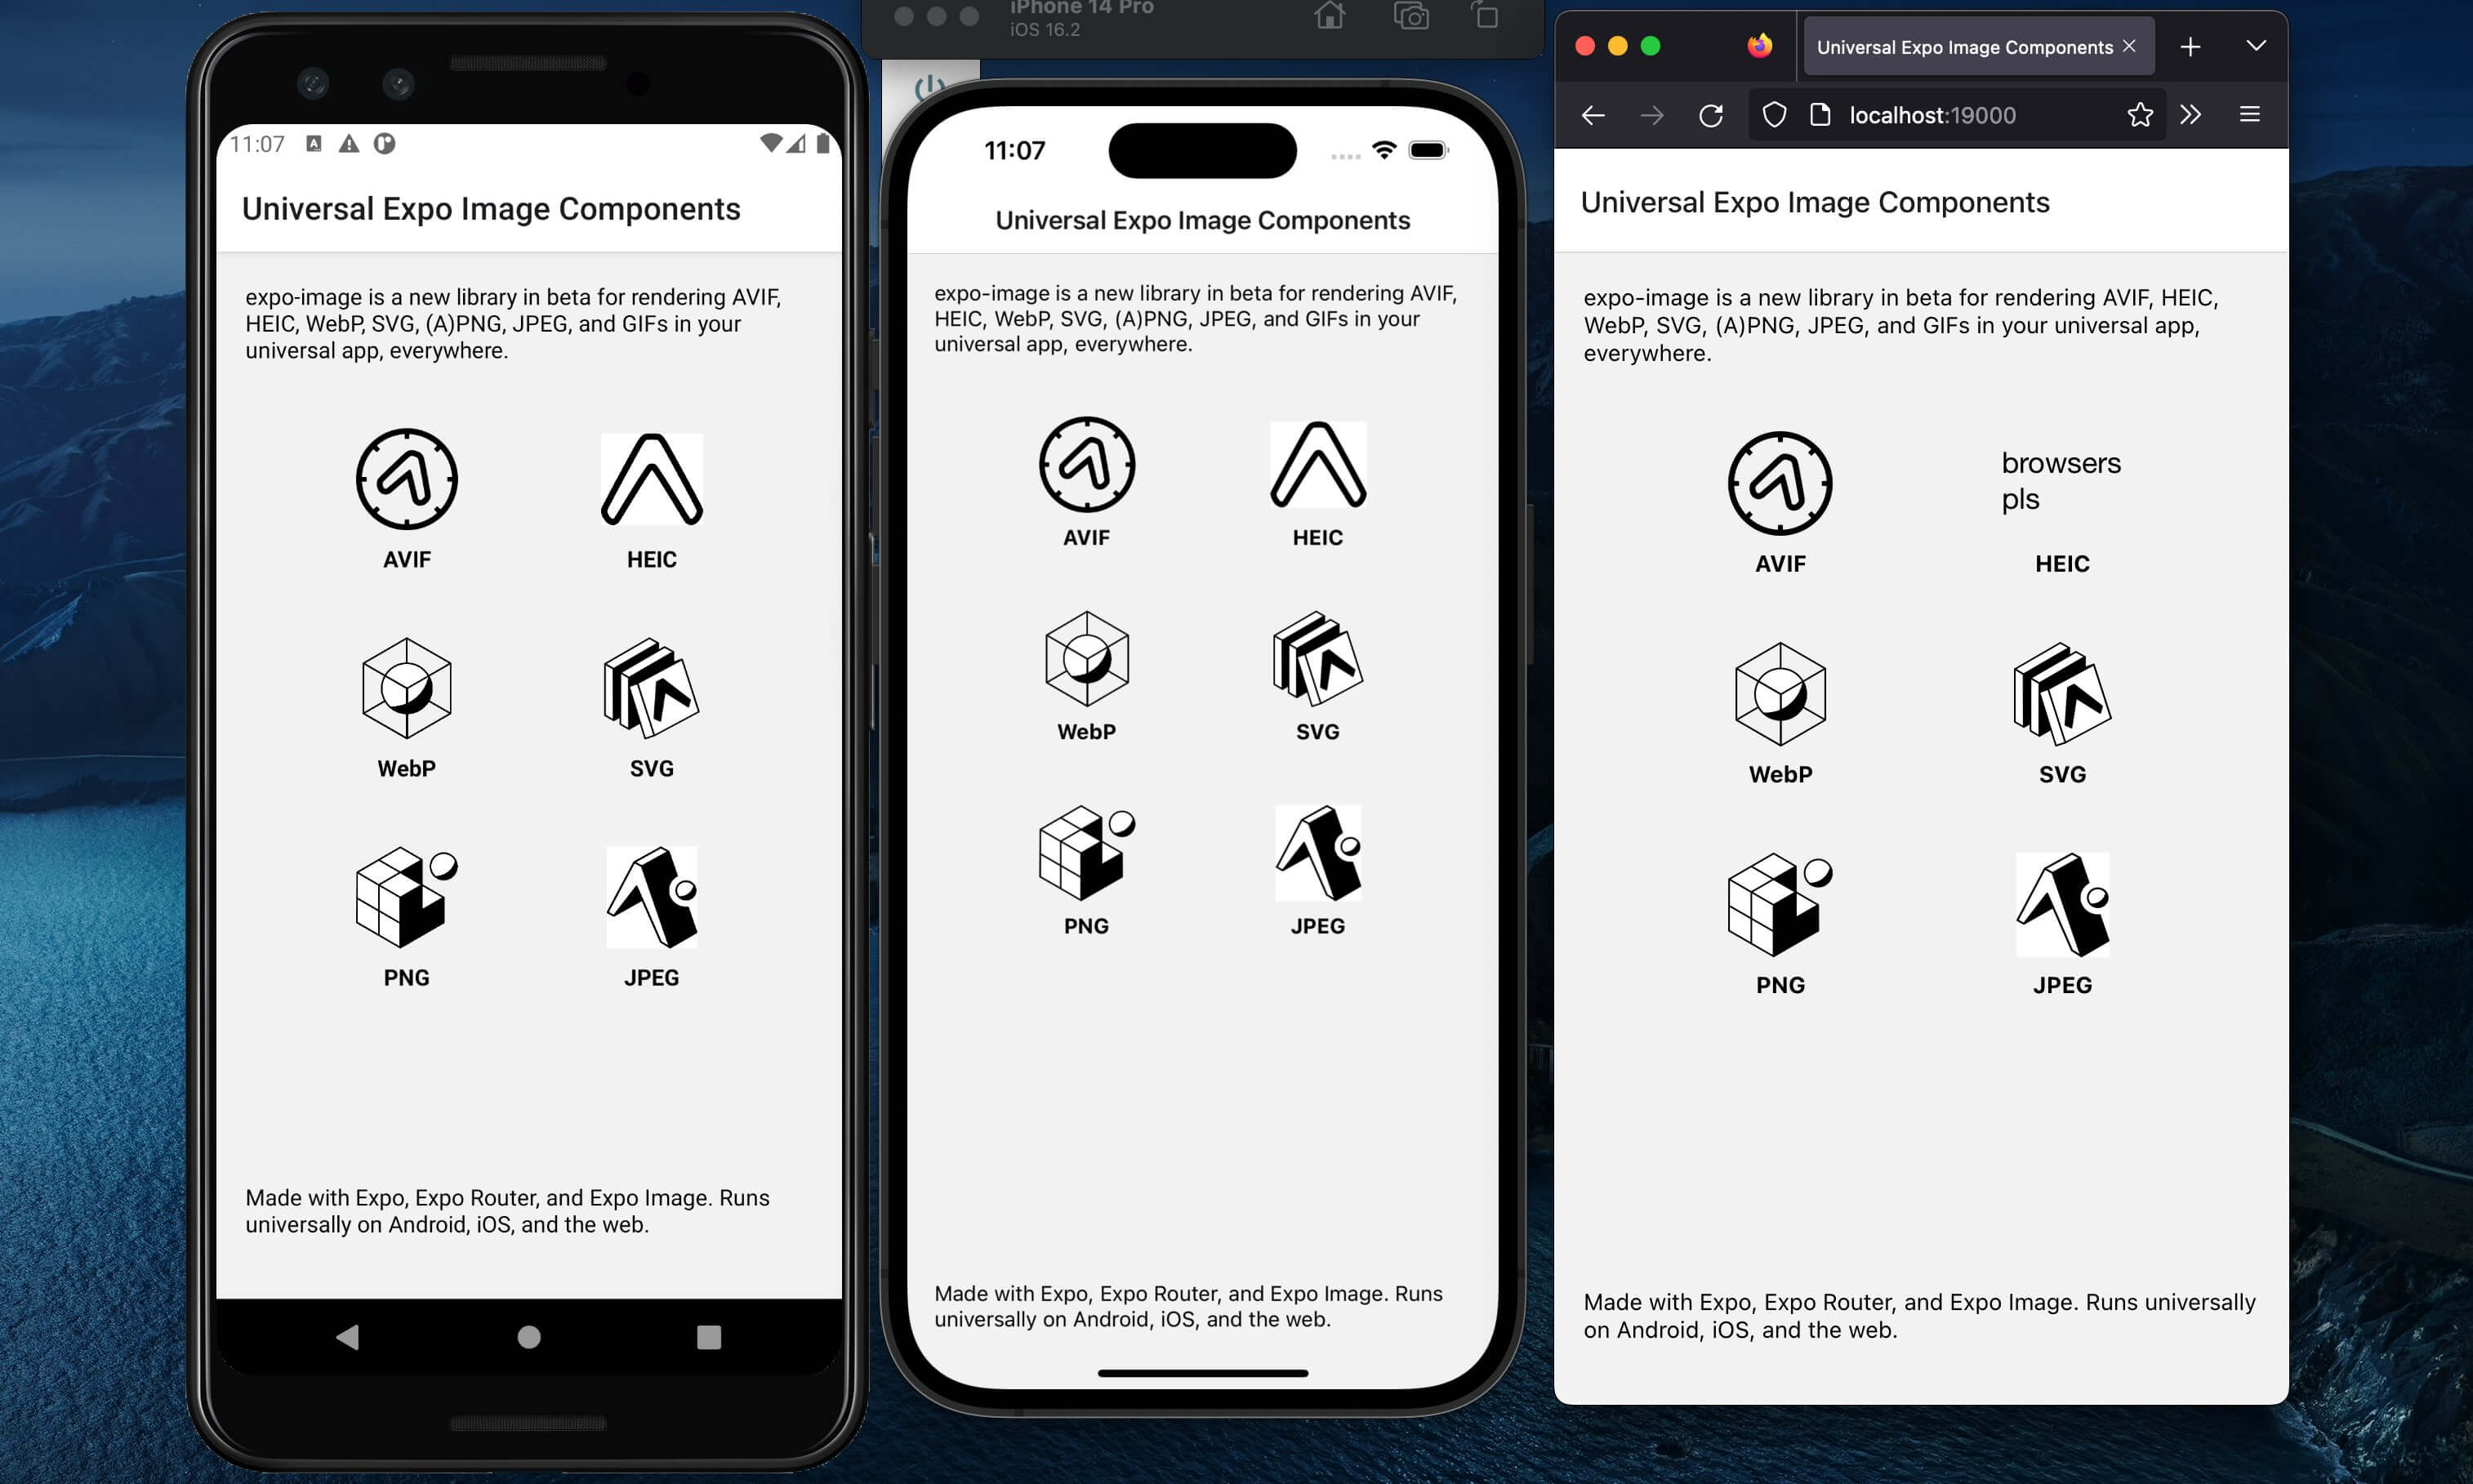 11:07
Universal Expo Image Components
expo-image is a new library in beta for rendering AVIF,
HEIC, WebP, SVG, (A)PNG, JPEG, and GIFs in your
universal app, everywhere.
AVIF
HEIC
WebP
SVG
PNG
JPEG
Made with Expo, Expo Router, and Expo Image. Runs
universally on Android, iOS, and the web.
iPhone 14 Pro
iOS 16.2
11:07
Universal Expo Image Components
expo-image is a new library in beta for rendering AVIF,
HEIC, WebP, SVG, (A)PNG, JPEG, and GIFs in your
universal app, everywhere.
AVIF
HEIC
WebP
SVG
PNG
JPEG
Made with Expo, Expo Router, and Expo Image. Runs
universally on Android, iOS, and the web.
Universal Expo Image Components
localhost:19000
Universal Expo Image Components
expo-image is a new library in beta for rendering AVIF, HEIC,
WebP, SVG, (A)PNG, JPEG, and GIFs in your universal app,
everywhere.
browsers
pls
AVIF
HEIC
WebP
SVG
PNG
JPEG
Made with Expo, Expo Router, and Expo Image. Runs universally
on Android, iOS, and the web.